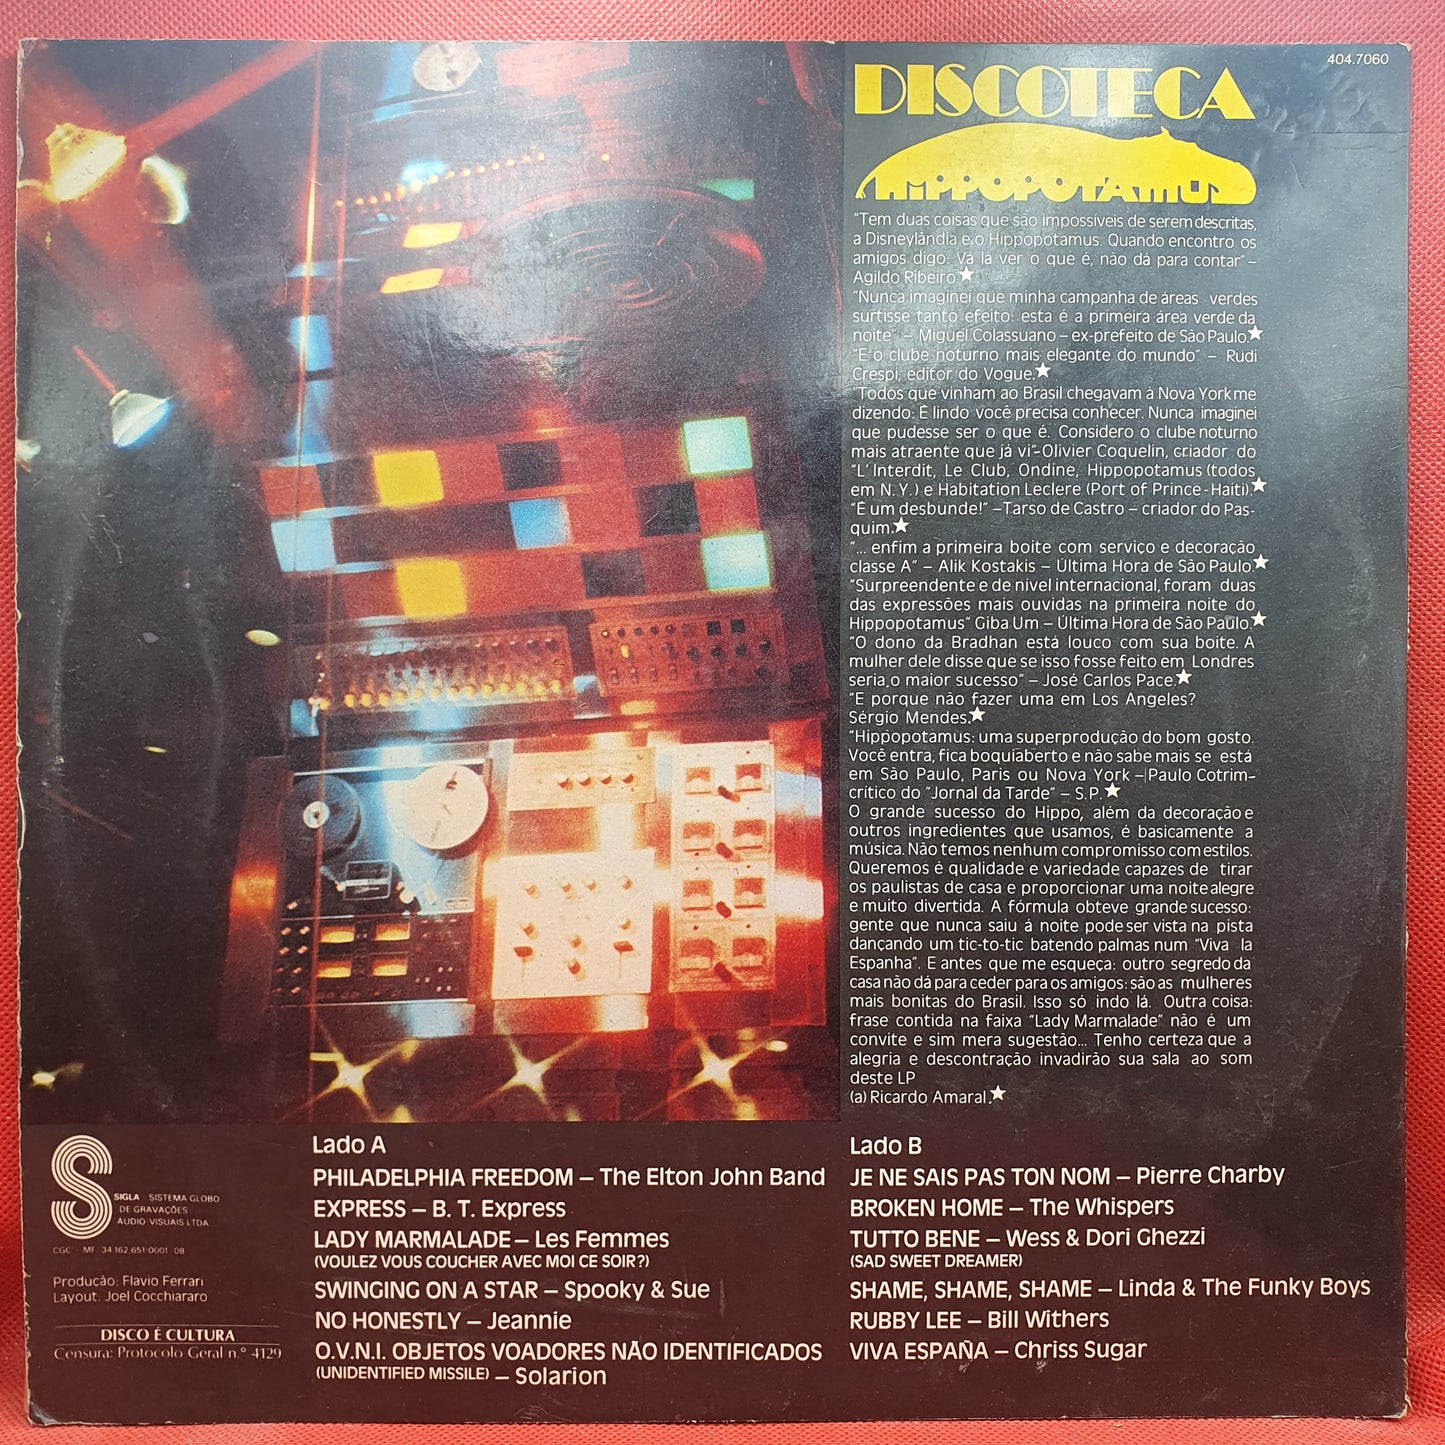 404.7060
DISCOTECA
HIPPOPOTAMUS
"Tem duas coisas que são impossíveis de serem descritas,
a Disneylândia e o Hippopotamus. Quando encontro os
amigos digo: Vá lá ver o que é, não dá para contar" –
Agildo Ribeiro ★
"Nunca imaginei que minha campanha de áreas verdes
surtisse tanto efeito: esta é a primeira área verde da
noite" – Miguel Colassuano – ex-prefeito de São Paulo.★
"E o clube noturno mais elegante do mundo" – Rudi
Crespi, editor do Vogue.★
"Todos que vinham ao Brasil chegavam à Nova York me
dizendo: É lindo você precisa conhecer. Nunca imaginei
que pudesse ser o que é. Considero o clube noturno
mais atraente que já vi"–Olivier Coquelin, criador do
"L'Interdit, Le Club, Ondine, Hippopotamus (todos
em N.Y.) e Habitation Leclere (Port of Prince - Haiti).★
"É um desbunde!" –Tarso de Castro – criador do Pas-
quim.★
"... enfim a primeira boite com serviço e decoração
classe A" – Alik Kostakis – Última Hora de São Paulo.★
"Surpreendente e de nível internacional, foram duas
das expressões mais ouvidas na primeira noite do
Hippopotamus" Giba Um – Última Hora de São Paulo.★
"O dono da Bradhan está louco com sua boite. A
mulher dele disse que se isso fosse feito em Londres
seria,o maior sucesso" – José Carlos Pace.★
"E porque não fazer uma em Los Angeles?
Sérgio Mendes.★
"Hippopotamus: uma superprodução do bom gosto.
Você entra, fica boquiaberto e não sabe mais se está
em São Paulo, Paris ou Nova York – Paulo Cotrim–
crítico do "Jornal da Tarde" – S.P.★
O grande sucesso do Hippo, além da decoração e
outros ingredientes que usamos, é basicamente a
música. Não temos nenhum compromisso com estilos.
Queremos é qualidade e variedade capazes de tirar
os paulistas de casa e proporcionar uma noite alegre
e muito divertida. A fórmula obteve grande sucesso:
gente que nunca saiu á noite pode ser vista na pista
dançando um tic-to-tic batendo palmas num "Viva la
Espanha". E antes que me esqueça: outro segredo da
casa não dá para ceder para os amigos: são as mulheres
mais bonitas do Brasil. Isso só indo lá. Outra coisa:
frase contida na faixa "Lady Marmalade" não é um
convite e sim mera sugestão... Tenho certeza que a
alegria e descontração invadirão sua sala ao som
deste LP
(a) Ricardo Amaral.★
SIGLA SISTEMA GLOBO
DE GRAVAÇÕES
AUDIO VISUAIS LTDA
CGC - MF 34.162.651/0001 08
Produção: Flavio Ferrari
Layout: Joel Cocchiararo
DISCO É CULTURA
Censura: Protocolo Geral n.º 4129
Lado A
PHILADELPHIA FREEDOM – The Elton John Band
EXPRESS – B. T. Express
LADY MARMALADE – Les Femmes
(VOULEZ VOUS COUCHER AVEC MOI CE SOIR?)
SWINGING ON A STAR – Spooky & Sue
NO HONESTLY – Jeannie
O.V.N.I. OBJETOS VOADORES NÃO IDENTIFICADOS
(UNIDENTIFIED MISSILE) – Solarion
Lado B
JE NE SAIS PAS TON NOM – Pierre Charby
BROKEN HOME – The Whispers
TUTTO BENE – Wess & Dori Ghezzi
(SAD SWEET DREAMER)
SHAME, SHAME, SHAME – Linda & The Funky Boys
RUBBY LEE – Bill Withers
VIVA ESPAÑA – Chriss Sugar